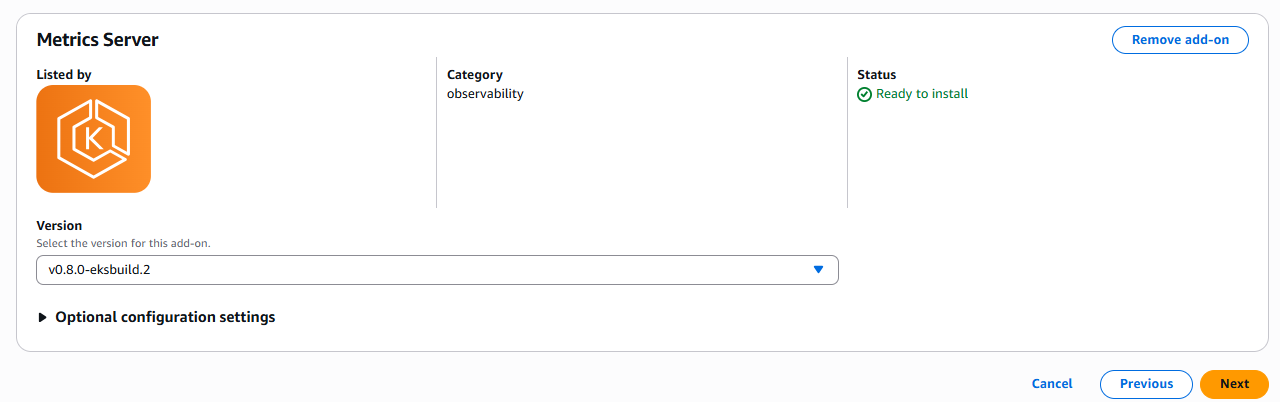 Metrics Server
Remove add-on
Listed by
Category
Status
observability
Ready to install
K
Version
Select the version for this add-on.
v0.8.0-eksbuild.2
Optional configuration settings
Cancel
Previous
Next